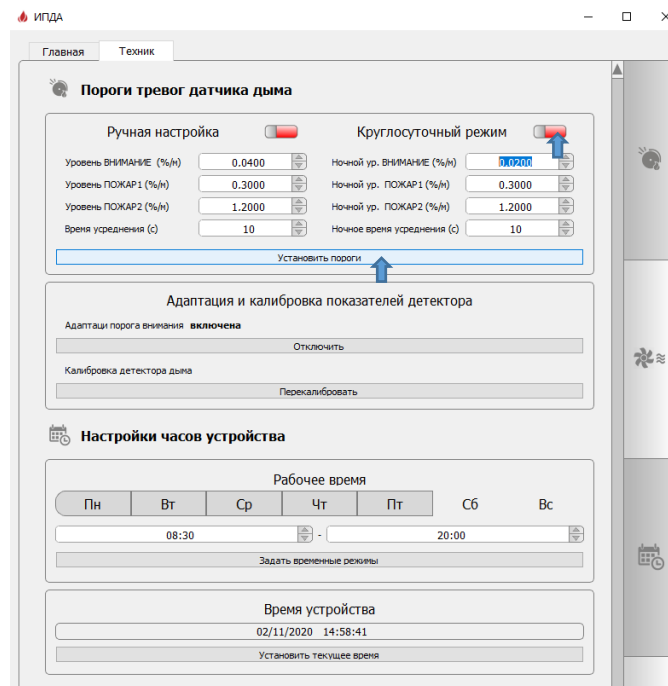 ИПДА
Главная Техник
Пороги тревог датчика дыма
Ручная настройка Круглосуточный режим
Уровень ВНИМАНИЕ (%/м) 0.0400 Ночной ур. ВНИМАНИЕ (%/м) 0.0200
Уровень ПОЖАР1 (%/м) 0.3000 Ночной ур. ПОЖАР1 (%/м) 0.3000
Уровень ПОЖАР2 (%/м) 1.2000 Ночной ур. ПОЖАР2 (%/м) 1.2000
Время усреднения (с) 10 Ночное время усреднения (с) 10
Установить пороги
Адаптация и калибровка показателей детектора
Адаптаци порога внимания включена
Отключить
Калибровка детектора дыма
Перекалибровать
Настройки часов устройства
Рабочее время
Пн Вт Ср Чт Пт Сб Вс
08:30 - 20:00
Задать временные режимы
Время устройства
02/11/2020 14:58:41
Установить текущее время